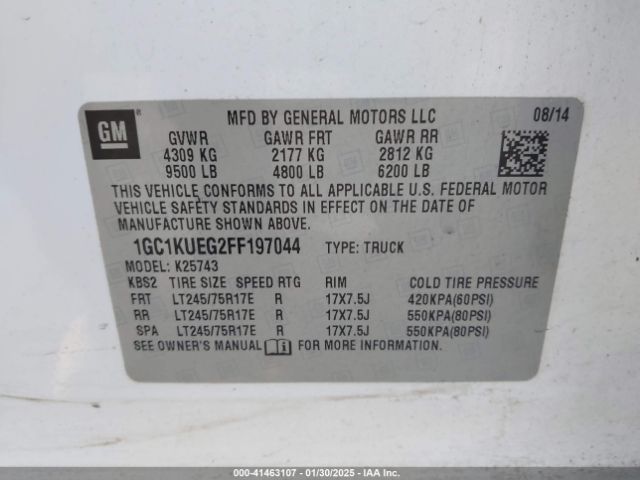 GM ®
MFD BY GENERAL MOTORS LLC 08/14
GVWR GAWR FRT GAWR RR
4309 KG 2177 KG 2812 KG
9500 LB 4800 LB 6200 LB
THIS VEHICLE CONFORMS TO ALL APPLICABLE U.S. FEDERAL MOTOR
VEHICLE SAFETY STANDARDS IN EFFECT ON THE DATE OF
MANUFACTURE SHOWN ABOVE.
1GC1KUEG2FF197044 TYPE: TRUCK
MODEL: K25743
KBS2 TIRE SIZE SPEED RTG RIM COLD TIRE PRESSURE
FRT LT245/75R17E R 17X7.5J 420KPA(60PSI)
RR LT245/75R17E R 17X7.5J 550KPA(80PSI)
SPA LT245/75R17E R 17X7.5J 550KPA(80PSI)
SEE OWNER'S MANUAL FOR MORE INFORMATION.
000-41463107 - 01/30/2025 - IAA Inc.